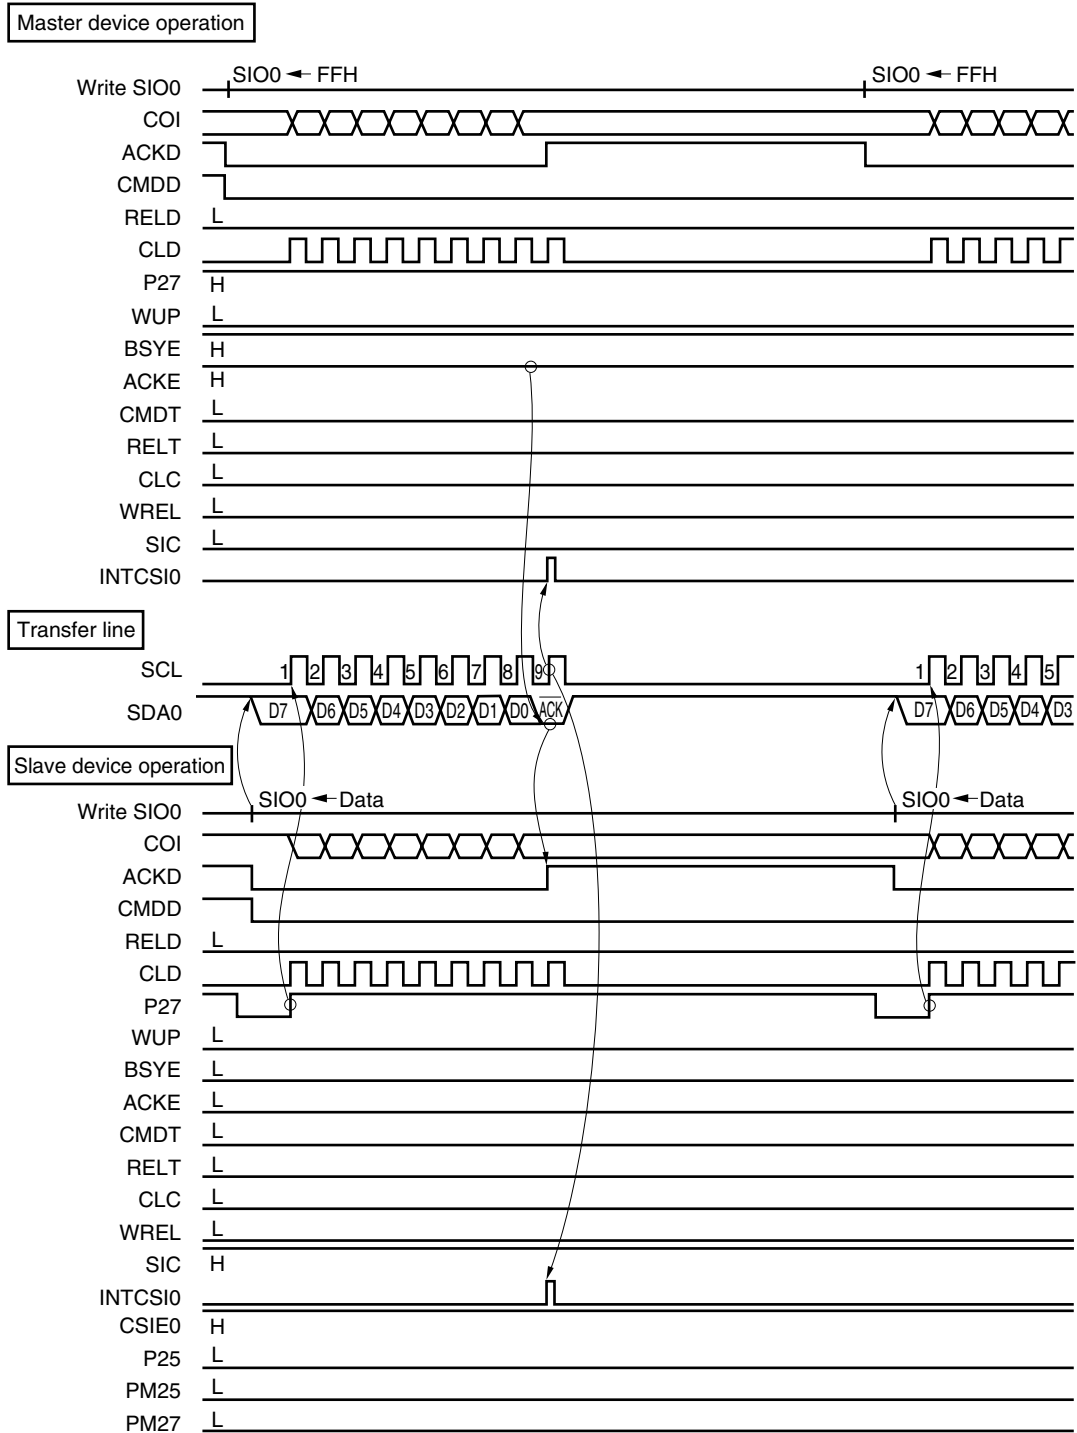 Master device operation
SIO0 ← FFH SIO0 ← FFH
Write SIO0
COI
ACKD
CMDD
RELD L
CLD
P27 H
WUP L
BSYE H
ACKE H
CMDT L
RELT L
CLC L
WREL L
SIC L
INTCSI0
Transfer line
SCL 1 2 3 4 5 6 7 8 9 1 2 3 4 5
SDA0 D7 D6 D5 D4 D3 D2 D1 D0 A̅C̅K̅ D7 D6 D5 D4 D3
Slave device operation
SIO0 ← Data SIO0 ← Data
Write SIO0
COI
ACKD
CMDD
RELD L
CLD
P27
WUP L
BSYE L
ACKE L
CMDT L
RELT L
CLC L
WREL L
SIC H
INTCSI0
CSIE0 H
P25 L
PM25 L
PM27 L